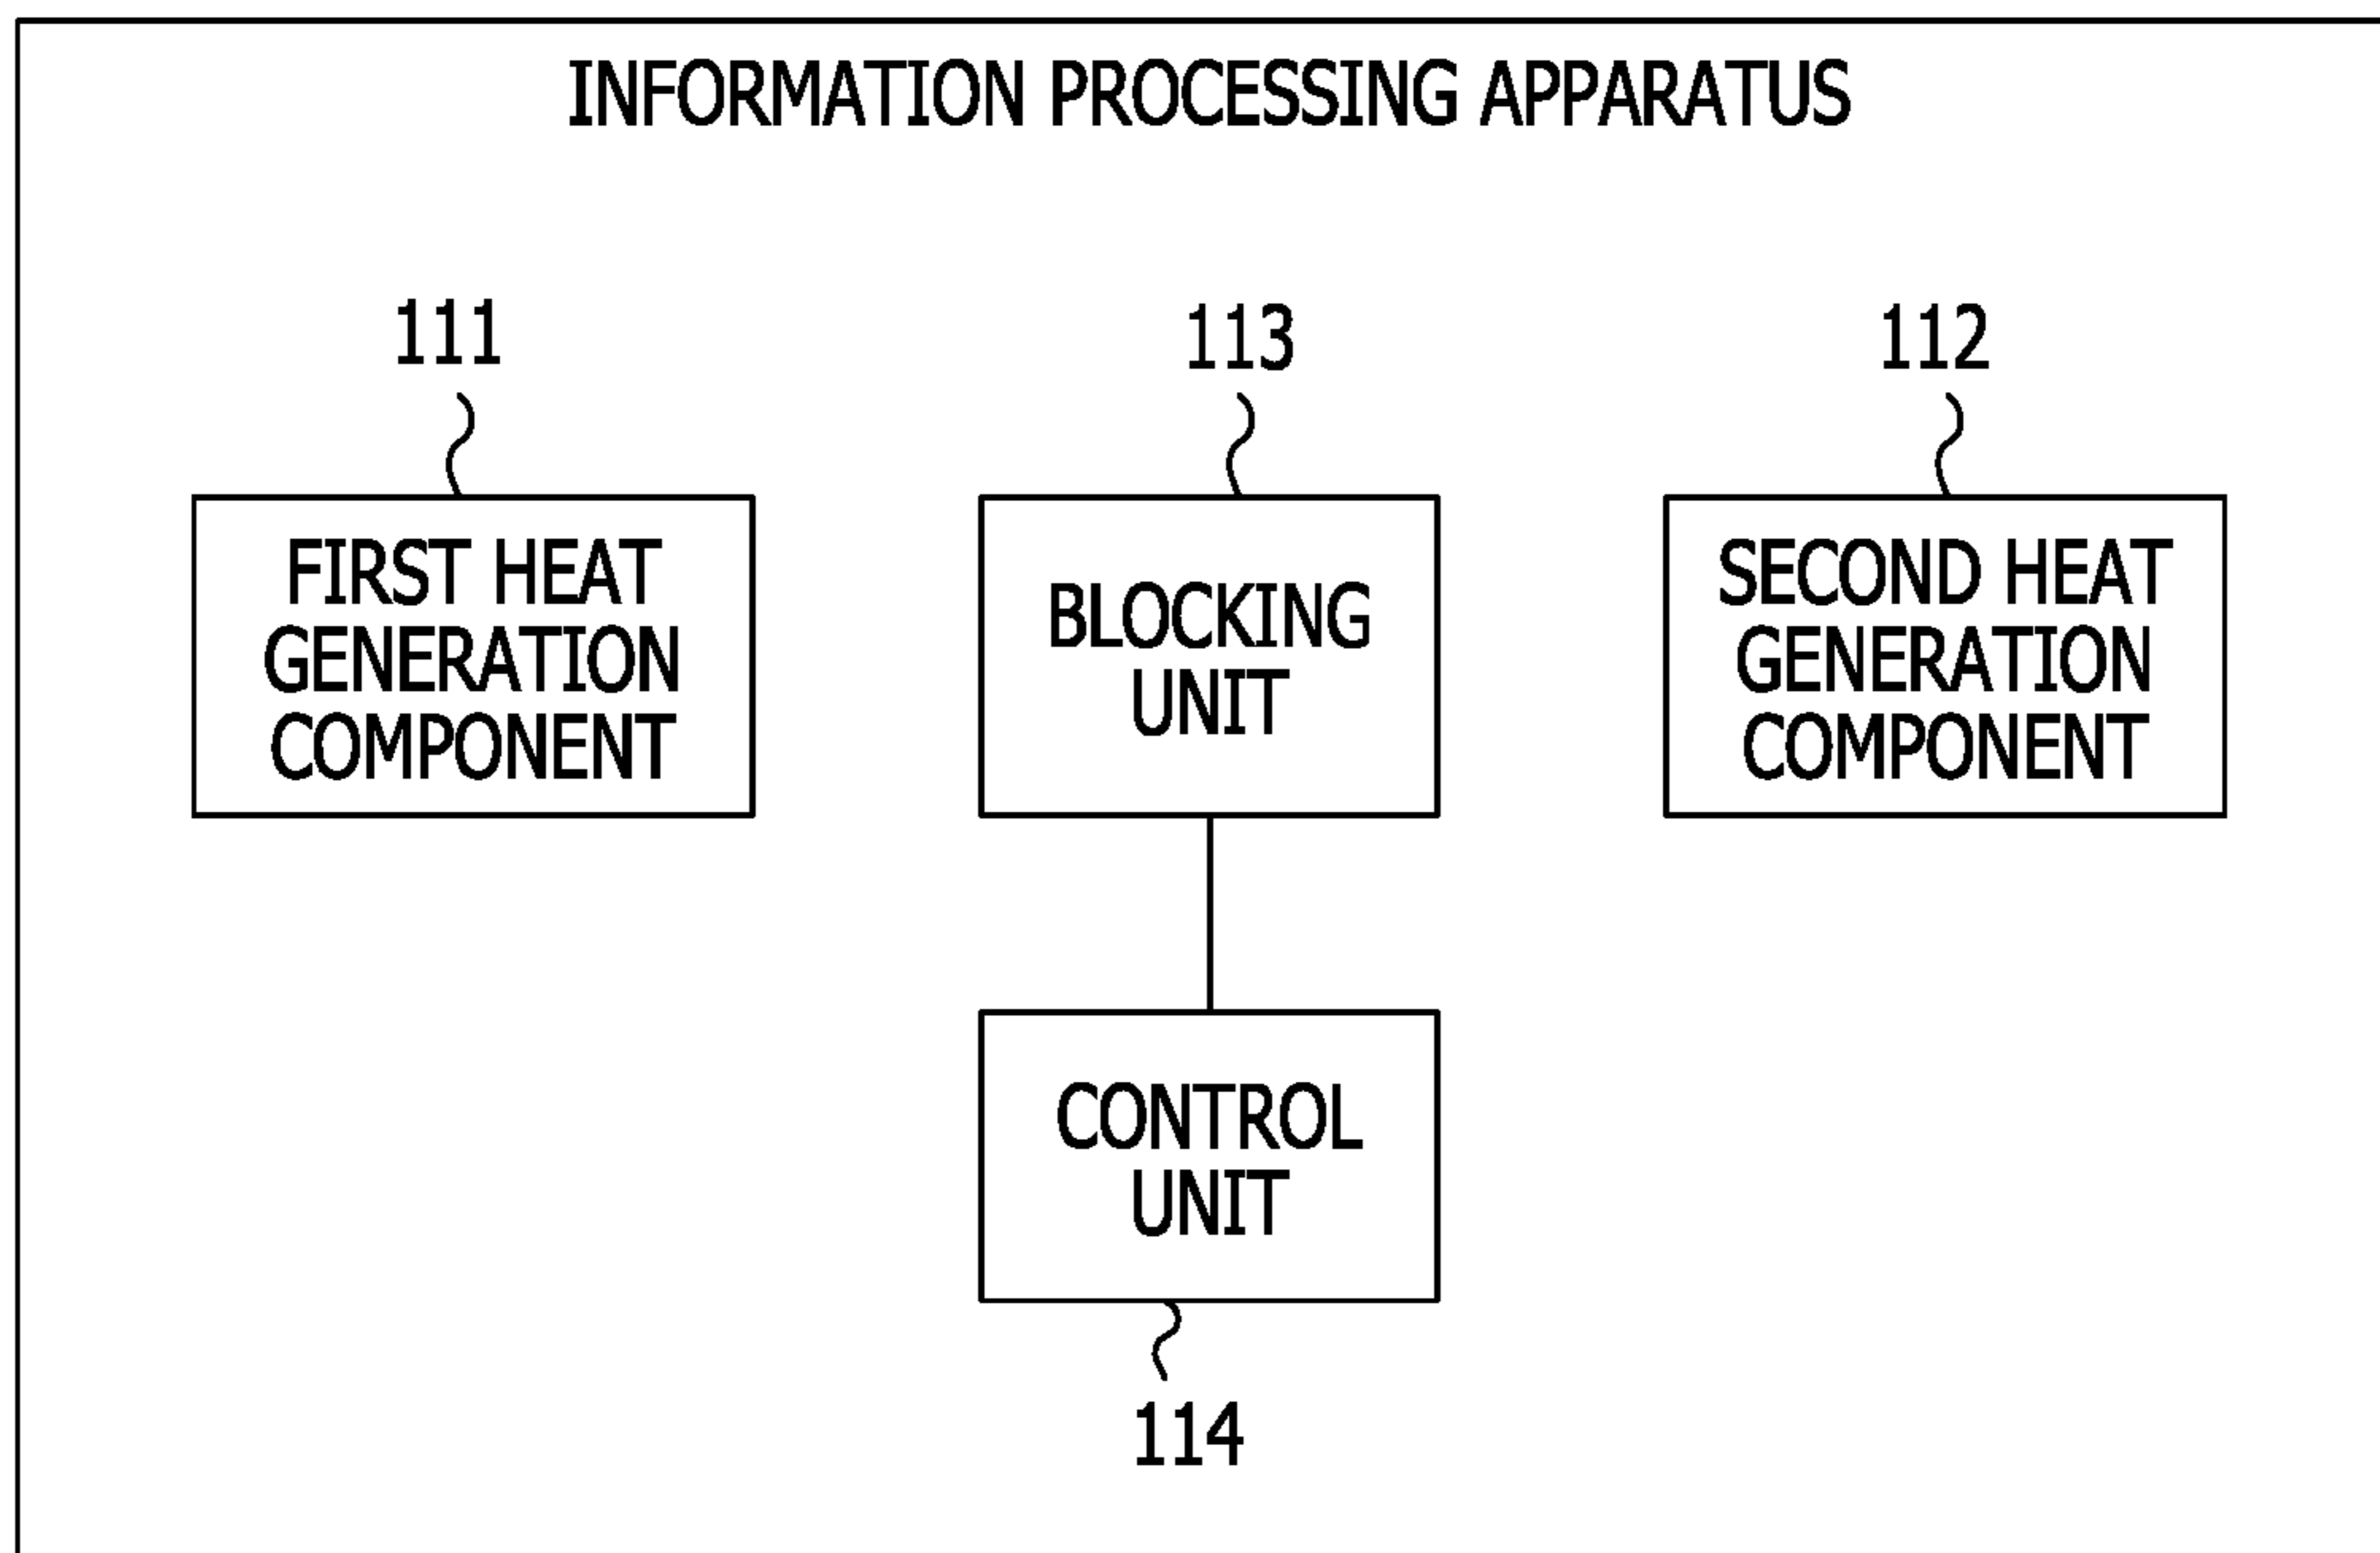 INFORMATION PROCESSING APPARATUS
111
113
112
FIRST HEAT
GENERATION
COMPONENT
BLOCKING
UNIT
SECOND HEAT
GENERATION
COMPONENT
CONTROL
UNIT
114